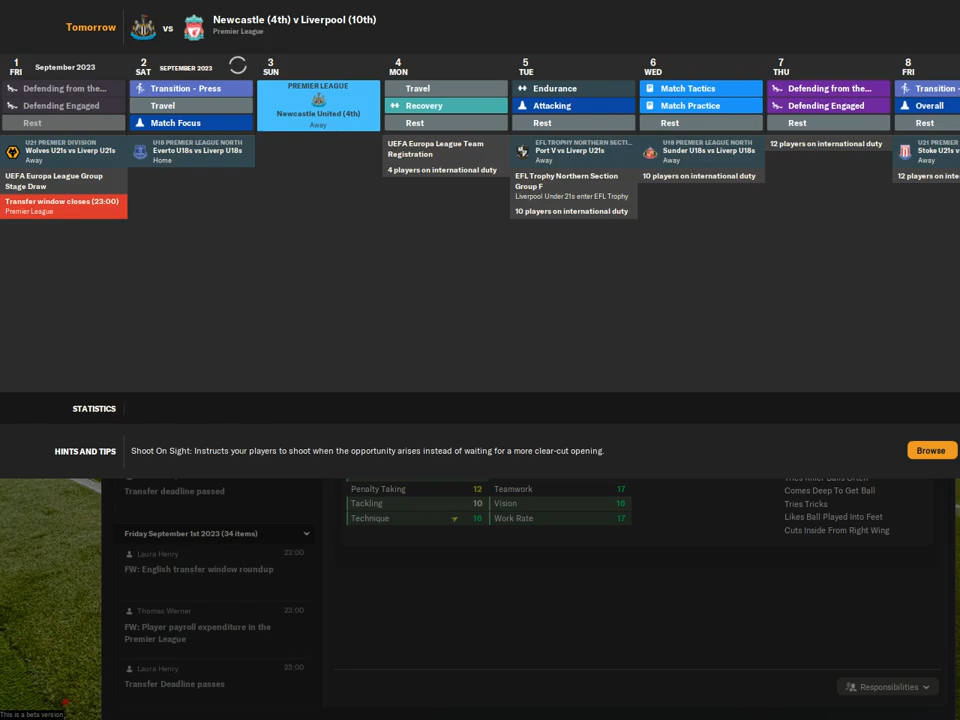 Tomorrow
vs
Newcastle (4th) v Liverpool (10th)
Premier League
1
FRI
September 2023
2
SAT
SEPTEMBER 2023
3
SUN
4
MON
5
TUE
6
WED
7
THU
8
FRI
Defending from the...
Defending Engaged
Rest
Transition - Press
Travel
Match Focus
PREMIER LEAGUE
Newcastle United (4th)
Away
Travel
Recovery
Rest
Endurance
Attacking
Rest
Match Tactics
Match Practice
Rest
Defending from the...
Defending Engaged
Rest
Transition -
Overall
Rest
U21 PREMIER DIVISION
Wolves U21s vs Liverp U21s
Away
UEFA Europa League Group
Stage Draw
Transfer window closes (23:00)
Premier League
U18 PREMIER LEAGUE NORTH
Everto U18s vs Liverp U18s
Home
UEFA Europa League Team
Registration
4 players on international duty
EFL TROPHY NORTHERN SECTI...
Port V vs Liverp U21s
Away
EFL Trophy Northern Section
Group F
Liverpool Under 21s enter EFL Trophy
10 players on international duty
U18 PREMIER LEAGUE NORTH
Sunder U18s vs Liverp U18s
Away
10 players on international duty
12 players on international duty
U21 PREMIER
Stoke U21s v
Away
12 players on inte
STATISTICS
HINTS AND TIPS
Shoot On Sight: Instructs your players to shoot when the opportunity arises instead of waiting for a more clear-cut opening.
Browse
Transfer deadline passed
Friday September 1st 2023 (34 items)
Laura Henry
23:00
FW: English transfer window roundup
Thomas Werner
23:00
FW: Player payroll expenditure in the
Premier League
Laura Henry
23:00
Transfer Deadline passes
Penalty Taking 12 Teamwork 17
Tackling 10 Vision 16
Technique 16 Work Rate 17
Tries Killer Balls Often
Comes Deep To Get Ball
Tries Tricks
Likes Ball Played Into Feet
Cuts Inside From Right Wing
Responsibilities
This is a beta version